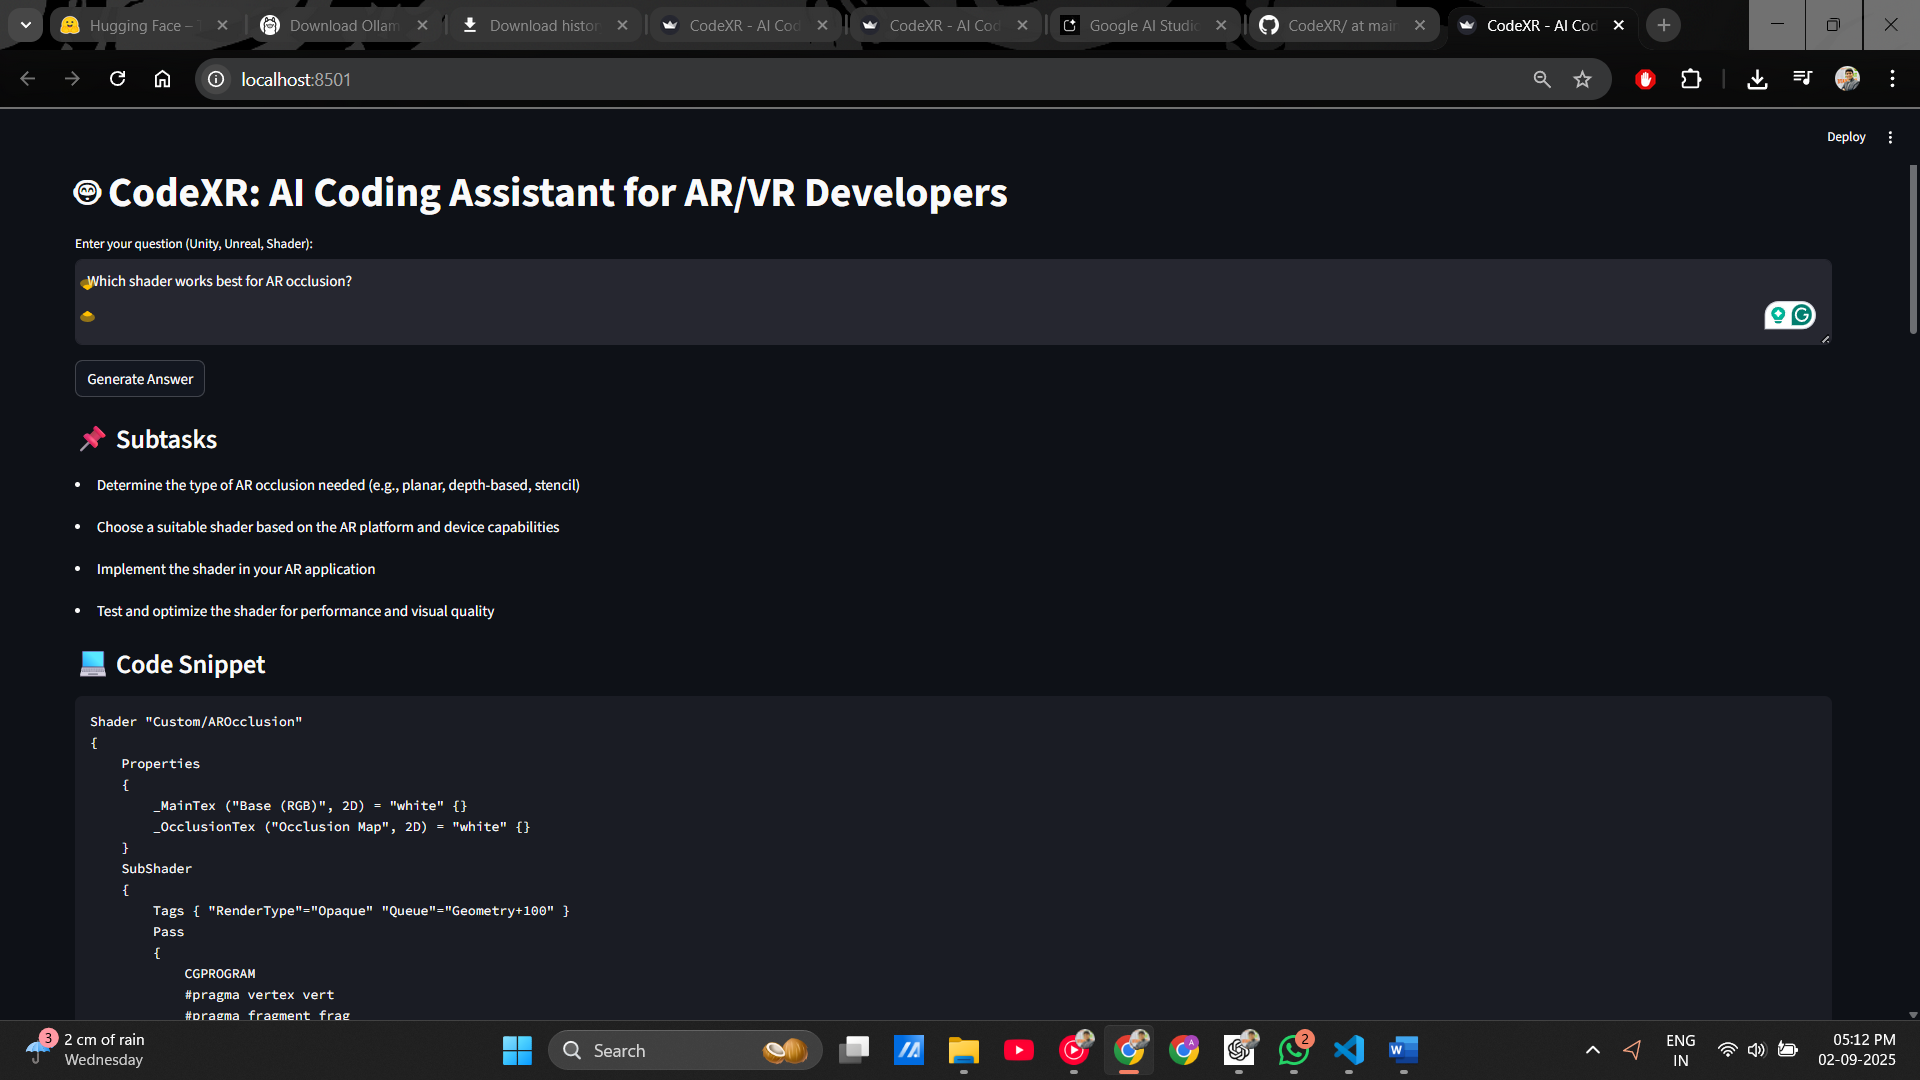 Hugging Face – T
Download Ollam
Download histor
CodeXR - AI Cod
CodeXR - AI Cod
Google AI Studio
CodeXR/ at main
CodeXR - AI Cod
localhost:8501
Deploy
CodeXR: AI Coding Assistant for AR/VR Developers
Enter your question (Unity, Unreal, Shader):
Which shader works best for AR occlusion?
Generate Answer
Subtasks
Determine the type of AR occlusion needed (e.g., planar, depth-based, stencil)
Choose a suitable shader based on the AR platform and device capabilities
Implement the shader in your AR application
Test and optimize the shader for performance and visual quality
Code Snippet
Shader "Custom/AROcclusion"
{
    Properties
    {
        _MainTex ("Base (RGB)", 2D) = "white" {}
        _OcclusionTex ("Occlusion Map", 2D) = "white" {}
    }
    SubShader
    {
        Tags { "RenderType"="Opaque" "Queue"="Geometry+100" }
        Pass
        {
            CGPROGRAM
            #pragma vertex vert
            #pragma fragment frag
3
2 cm of rain
Wednesday
Search
A
2
W
ENG
IN
05:12 PM
02-09-2025